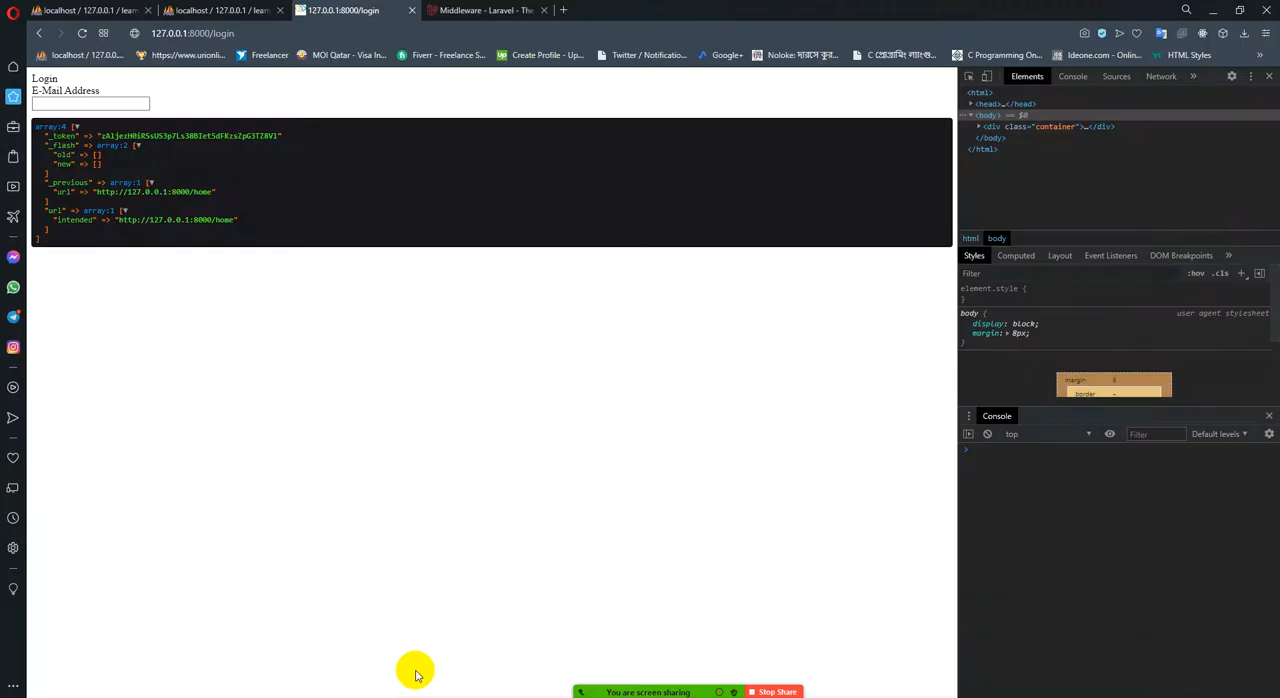 localhost / 127.0.0.1 / learn
localhost / 127.0.0.1 / learn
127.0.0.1:8000/login
Middleware - Laravel - The
127.0.0.1:8000/login
localhost / 127.0.0....
https://www.urionli...
Freelancer
MOI Qatar - Visa In...
Fiverr - Freelance S...
Create Profile - Up...
Twitter / Notificatio...
Google+
Noloke: দারসে কুর...
C প্রোগ্রামিং ল্যাংগু...
C Programming On...
Ideone.com - Onlin...
HTML Styles
»
Login
E-Mail Address
array:4 [▼
"_token" =>
"_flash" => array:2 [▼
"old" => []
"new" => []
]
"_previous" => array:1 [▼
"url" => "http://127.0.0.1:8000/home"
]
"url" => array:1 [▼
"intended" => "http://127.0.0.1:8000/home"
]
]
Elements Console Sources Network »
<html>
<head>…</head>
<body> == $0
<div class="container">…</div>
</body>
</html>
html body
Styles Computed Layout Event Listeners DOM Breakpoints »
Filter :hov .cls +
element.style {
}
body { user agent stylesheet
display: block;
margin: 8px;
}
margin 8
border -
Console
top Filter Default levels
You are screen sharing Stop Share